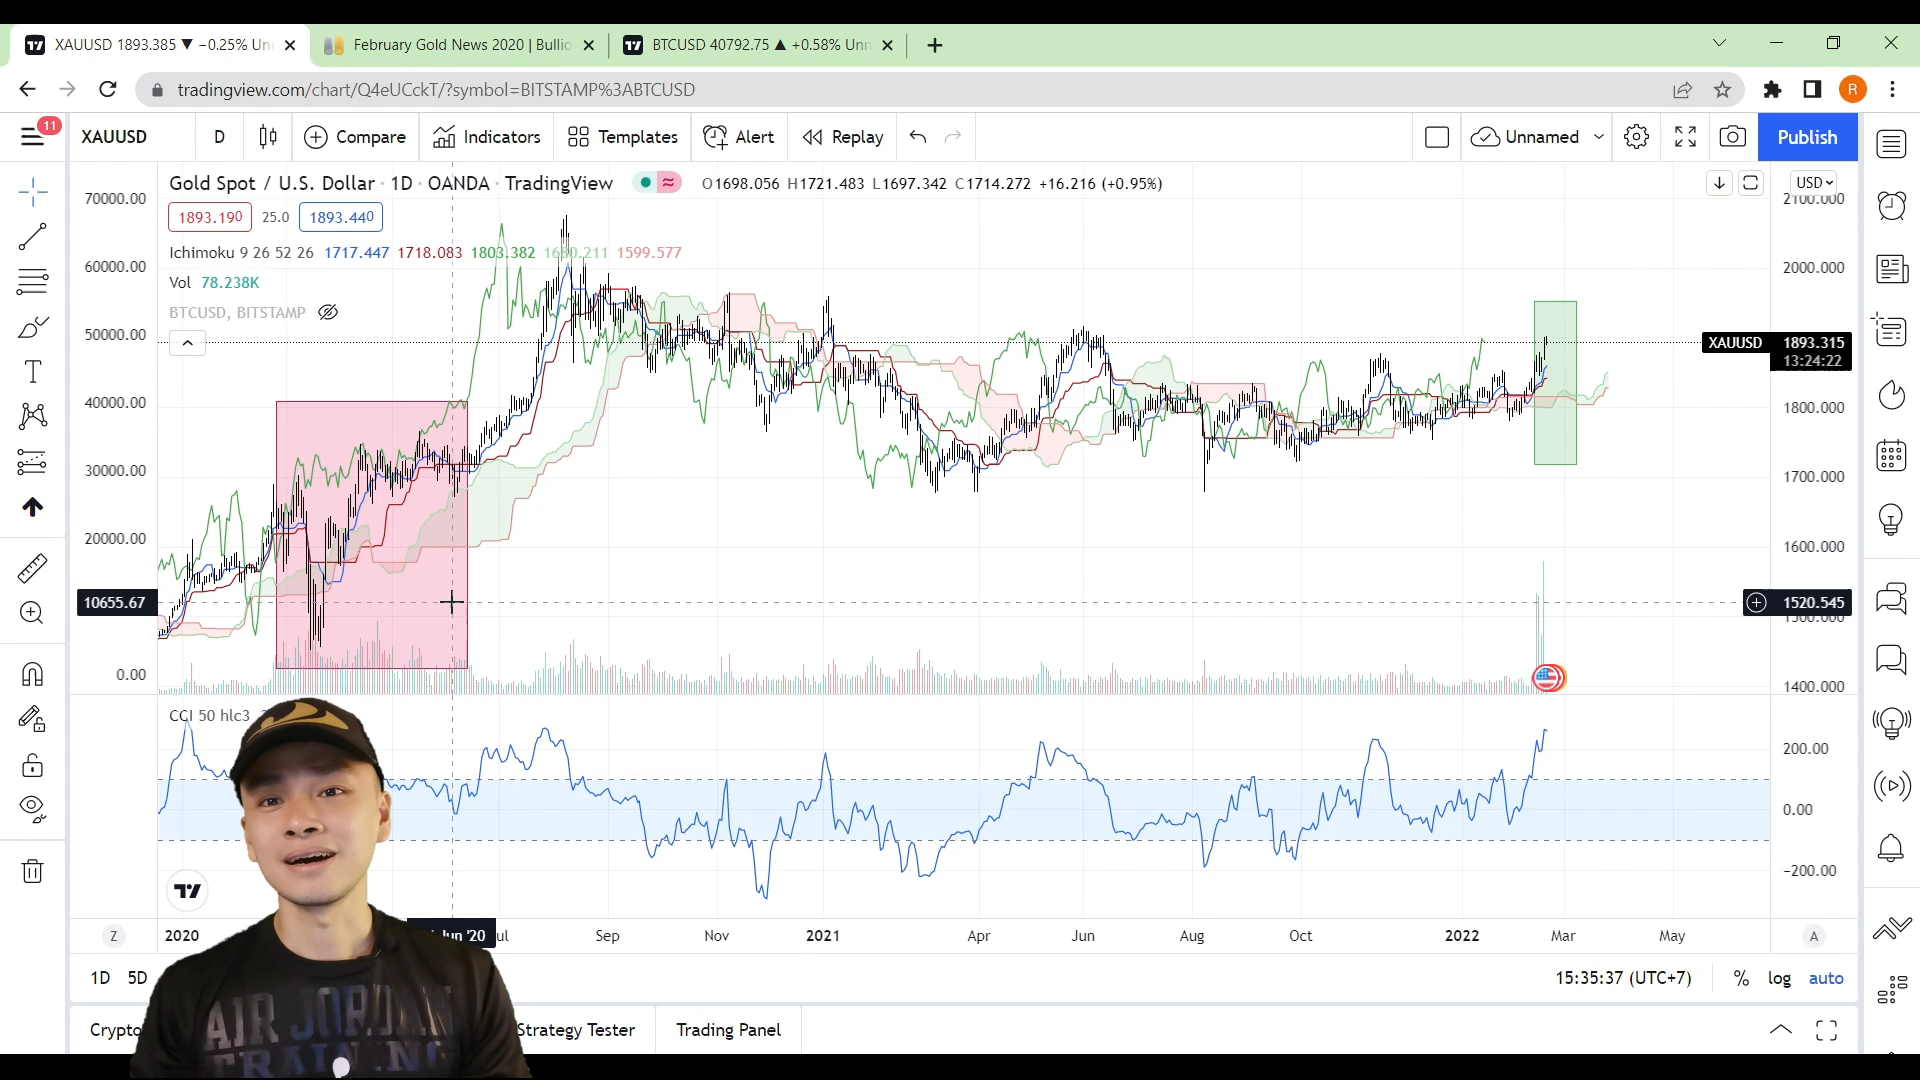 XAUUSD 1893.385 ▼ −0.25% Un
February Gold News 2020 | Bullio
BTCUSD 40792.75 ▲ +0.58% Unn
tradingview.com/chart/Q4eUCckT/?symbol=BITSTAMP%3ABTCUSD
R
11
XAUUSD
D
Compare
Indicators
Templates
Alert
Replay
Unnamed
Publish
Gold Spot / U.S. Dollar · 1D · OANDA · TradingView
O1698.056 H1721.483 L1697.342 C1714.272 +16.216 (+0.95%)
USD
1893.190
25.0
1893.440
Ichimoku 9 26 52 26 1717.447 1718.083 1803.382 1599.577
Vol 78.238K
BTCUSD, BITSTAMP
70000.00
60000.00
50000.00
40000.00
30000.00
20000.00
10655.67
0.00
2100.000
2000.000
XAUUSD 1893.315
13:24:22
1800.000
1700.000
1600.000
1520.545
1500.000
1400.000
CCI 50 hlc3
200.00
0.00
−200.00
Z
2020
Jun '20
ul
Sep
Nov
2021
Apr
Jun
Aug
Oct
2022
Mar
May
A
1D 5D
15:35:37 (UTC+7)
%
log
auto
Crypto
Strategy Tester
Trading Panel
AIR JORDAN
TRAINING